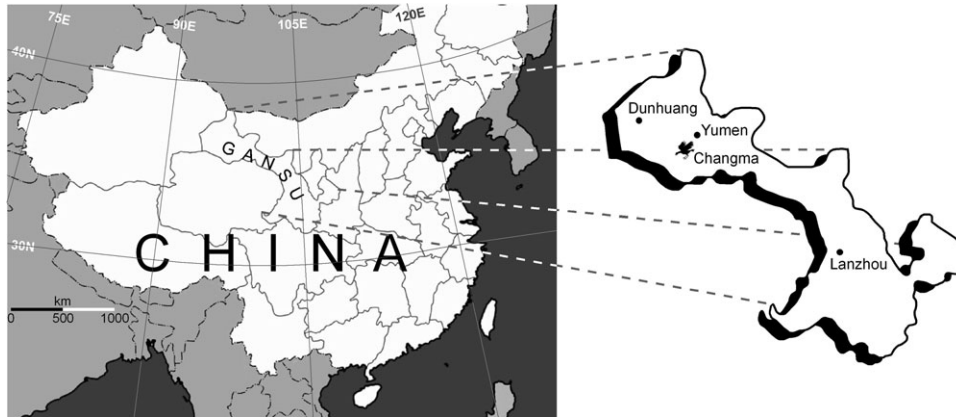 75E
90E
105E
120E
40N
30N
GANSU
CHINA
km
0 500 1000
Dunhuang
Yumen
Changma
Lanzhou